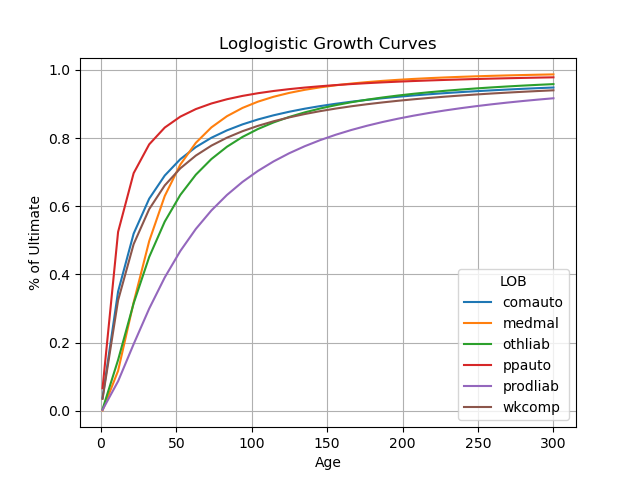 Loglogistic Growth Curves
% of Ultimate
1.0
0.8
0.6
0.4
0.2
0.0
LOB
comauto
medmal
othliab
ppauto
prodliab
wkcomp
0 50 100 150 200 250 300
Age